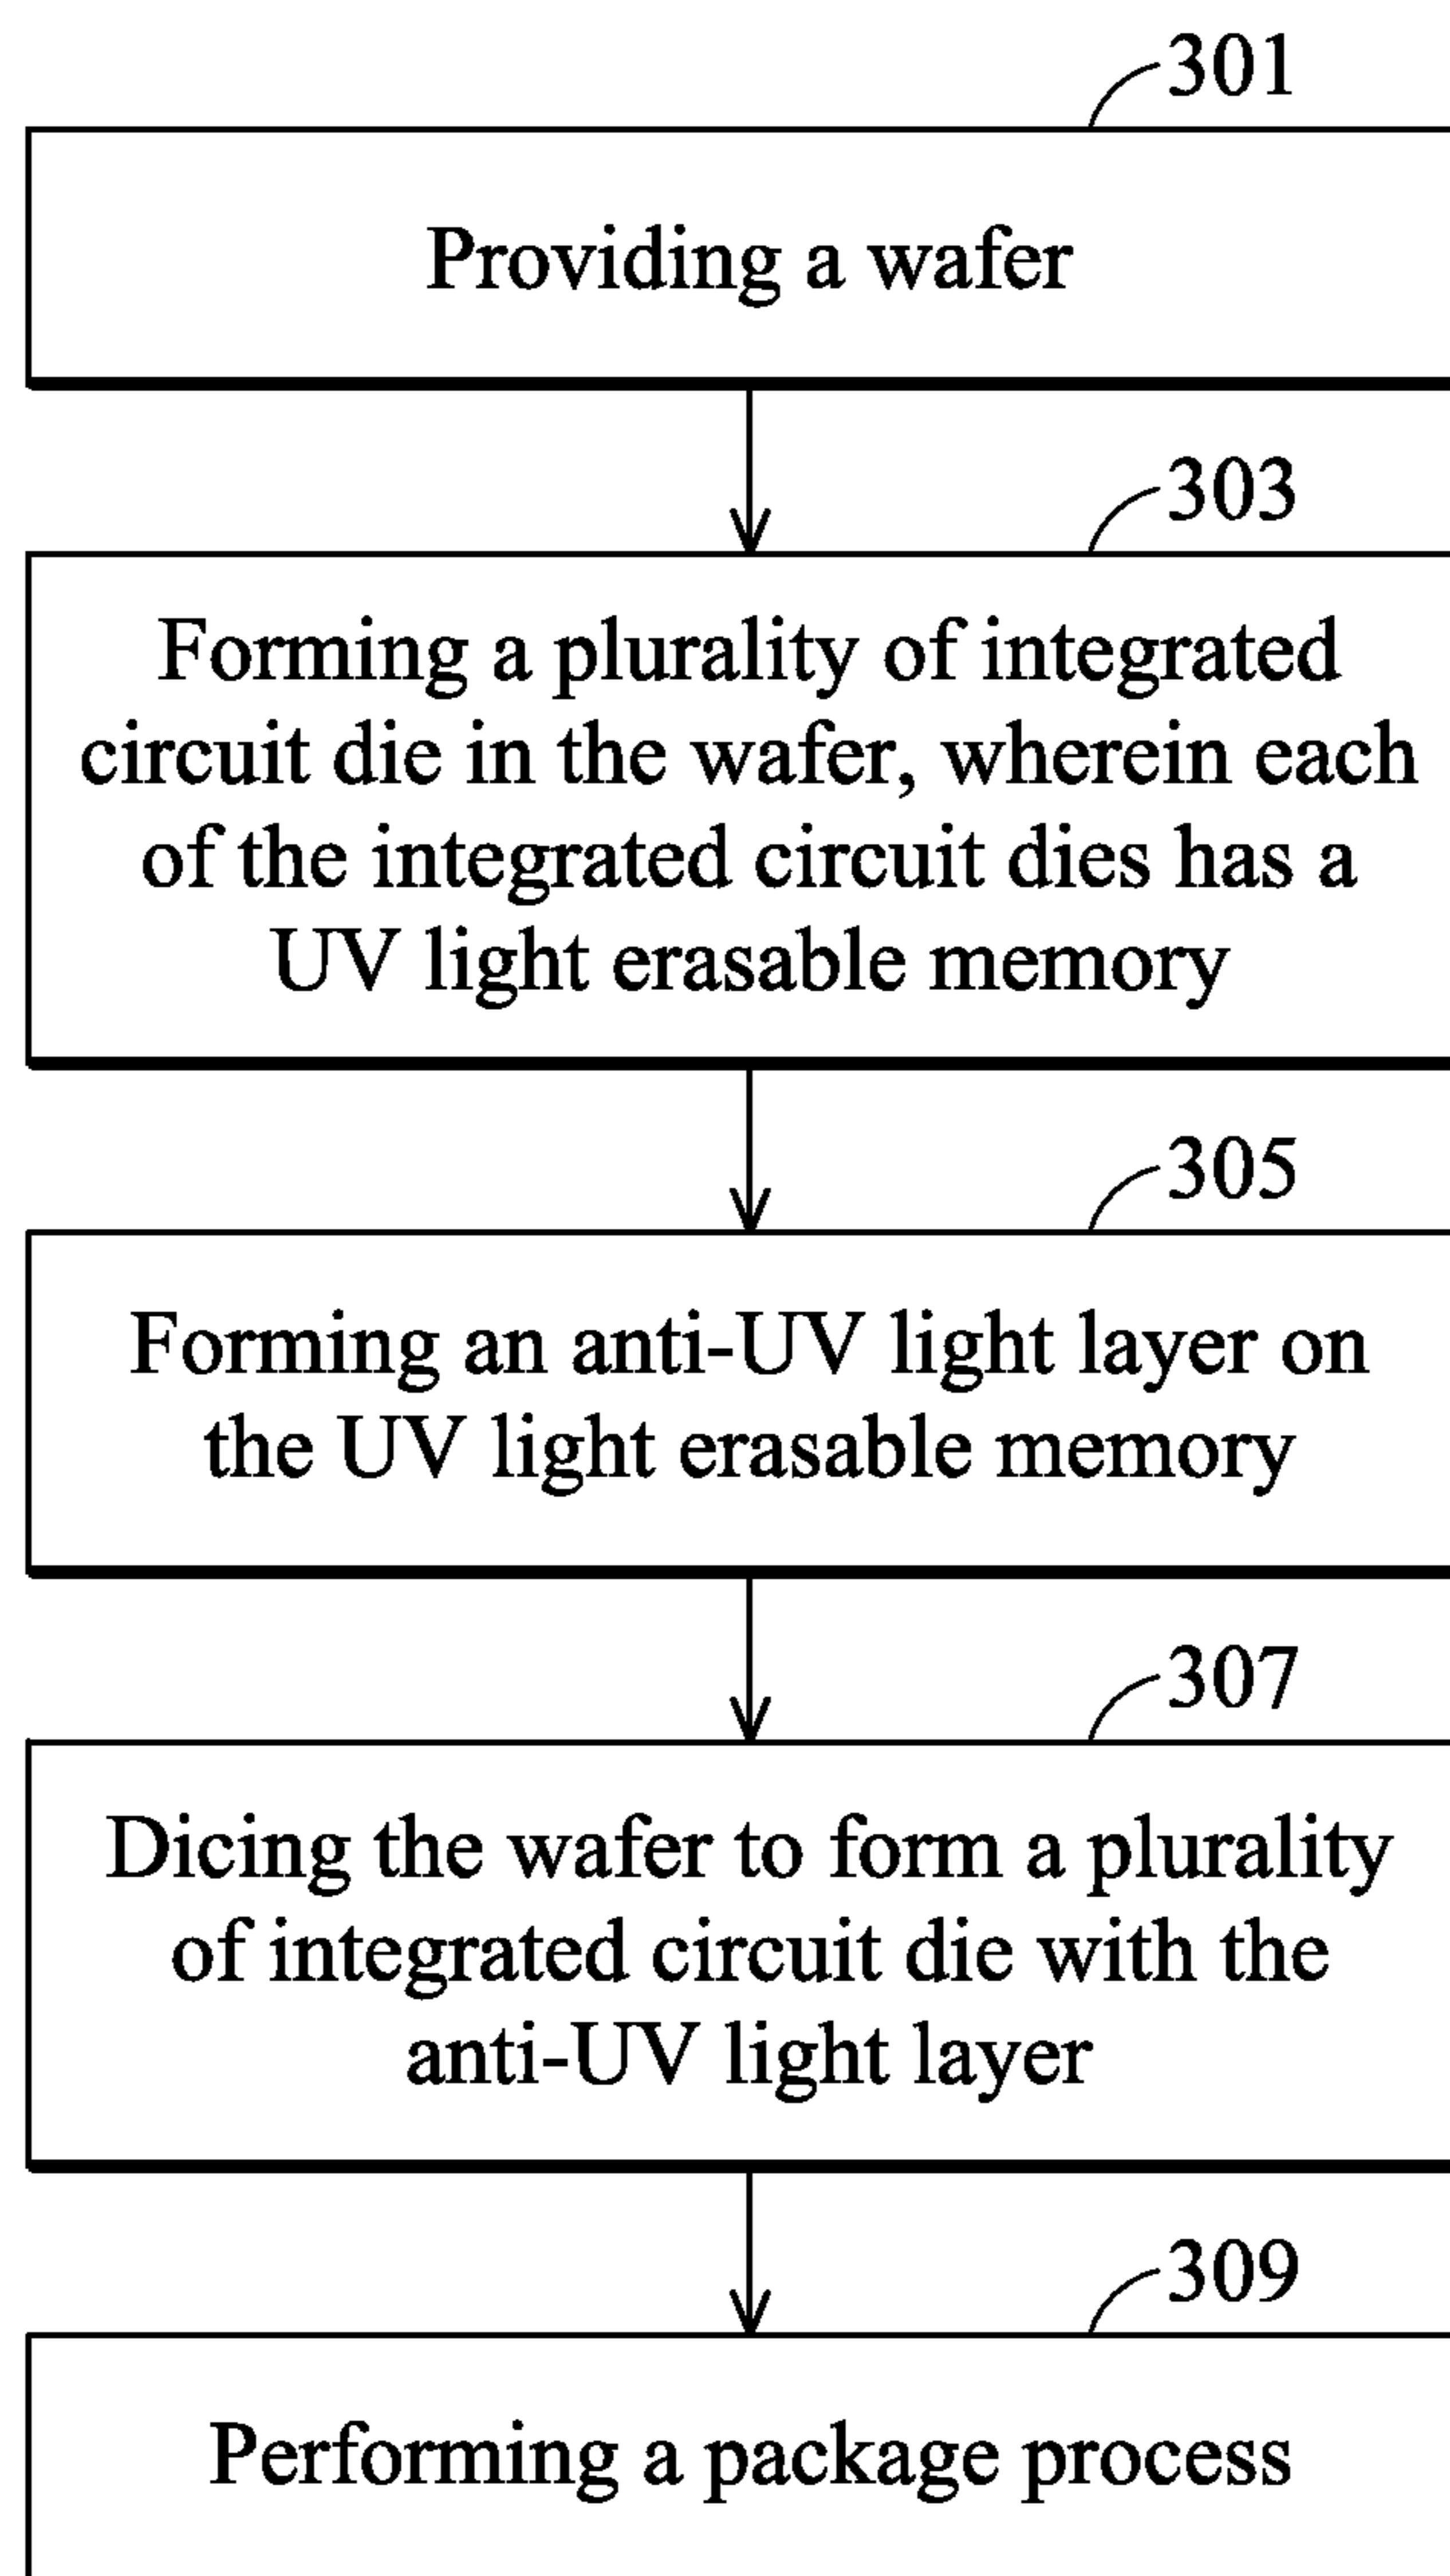 301
Providing a wafer
303
Forming a plurality of integrated
circuit die in the wafer, wherein each
of the integrated circuit dies has a
UV light erasable memory
305
Forming an anti-UV light layer on
the UV light erasable memory
307
Dicing the wafer to form a plurality
of integrated circuit die with the
anti-UV light layer
309
Performing a package process